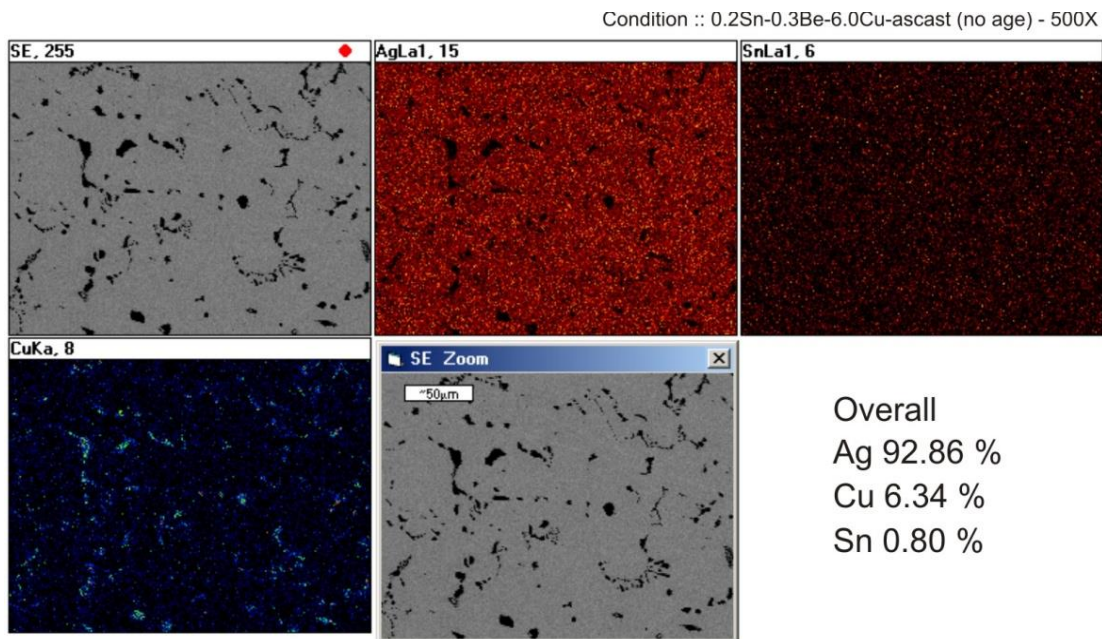 Condition :: 0.2Sn-0.3Be-6.0Cu-ascast (no age) - 500X
SE, 255
AgLa1, 15
SnLa1, 6
CuKa, 8
SE Zoom
~50µm
Overall
Ag 92.86 %
Cu 6.34 %
Sn 0.80 %